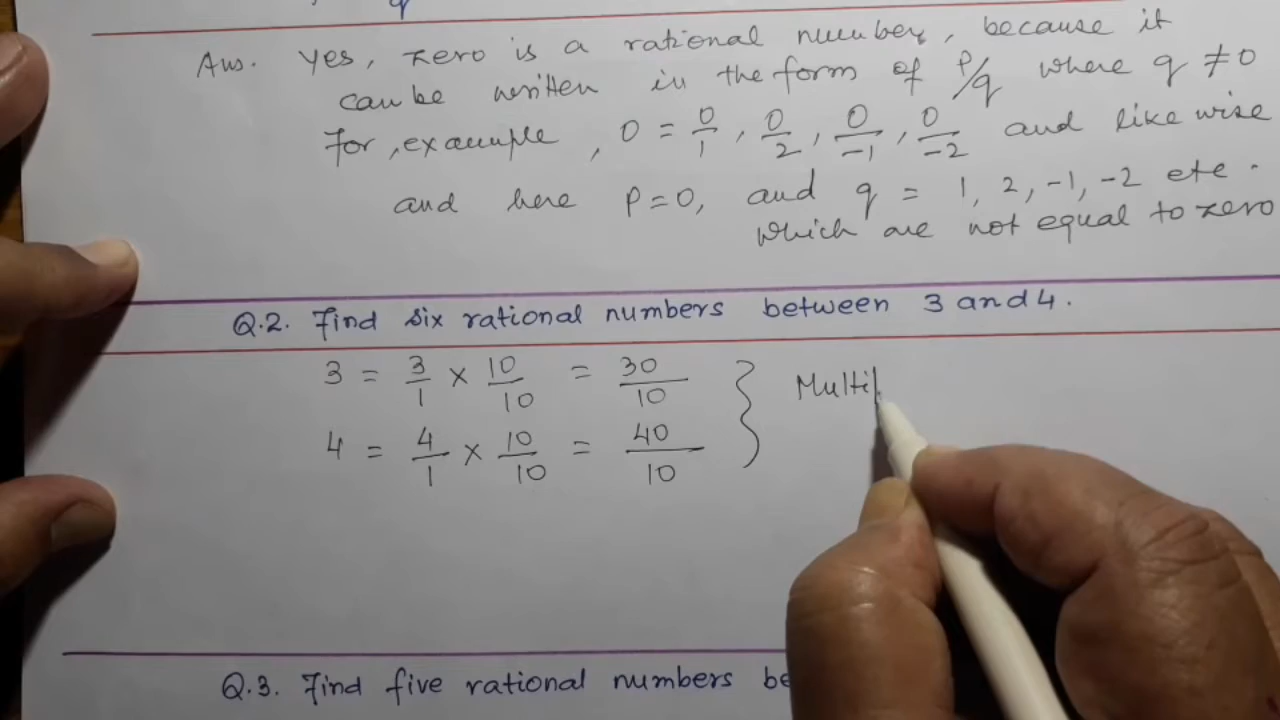 Ans. Yes, zero is a rational number, because it
can be written in the form of P/q where q ≠ 0
For, example, 0 = 0/1, 0/2, 0/-1, 0/-2 and like wise
and here P = 0, and q = 1, 2, -1, -2 etc.
which are not equal to zero
Q.2. Find six rational numbers between 3 and 4.
3 = 3/1 × 10/10 = 30/10 } Multip
4 = 4/1 × 10/10 = 40/10
Q.3. Find five rational numbers be